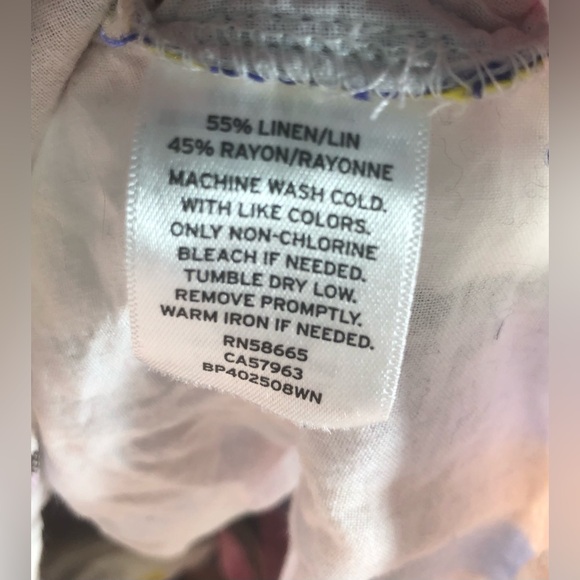 55% LINEN/LIN
45% RAYON/RAYONNE
MACHINE WASH COLD.
WITH LIKE COLORS.
ONLY NON-CHLORINE
BLEACH IF NEEDED.
TUMBLE DRY LOW.
REMOVE PROMPTLY.
WARM IRON IF NEEDED.
RN58665
CA57963
BP402508WN